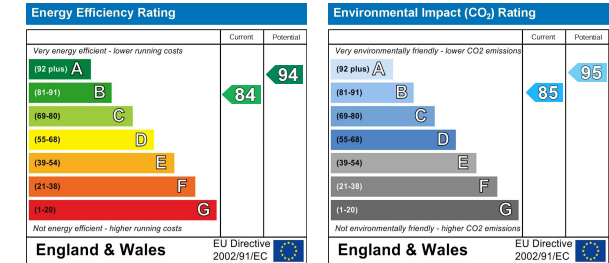 Energy Efficiency Rating
Current Potential
Very energy efficient - lower running costs
(92 plus) A
94
(81-91) B
84
(69-80) C
(55-68) D
(39-54) E
(21-38) F
(1-20) G
Not energy efficient - higher running costs
England & Wales
EU Directive
2002/91/EC
Environmental Impact (CO2) Rating
Current Potential
Very environmentally friendly - lower CO2 emissions
(92 plus) A
95
(81-91) B
85
(69-80) C
(55-68) D
(39-54) E
(21-38) F
(1-20) G
Not environmentally friendly - higher CO2 emissions
England & Wales
EU Directive
2002/91/EC